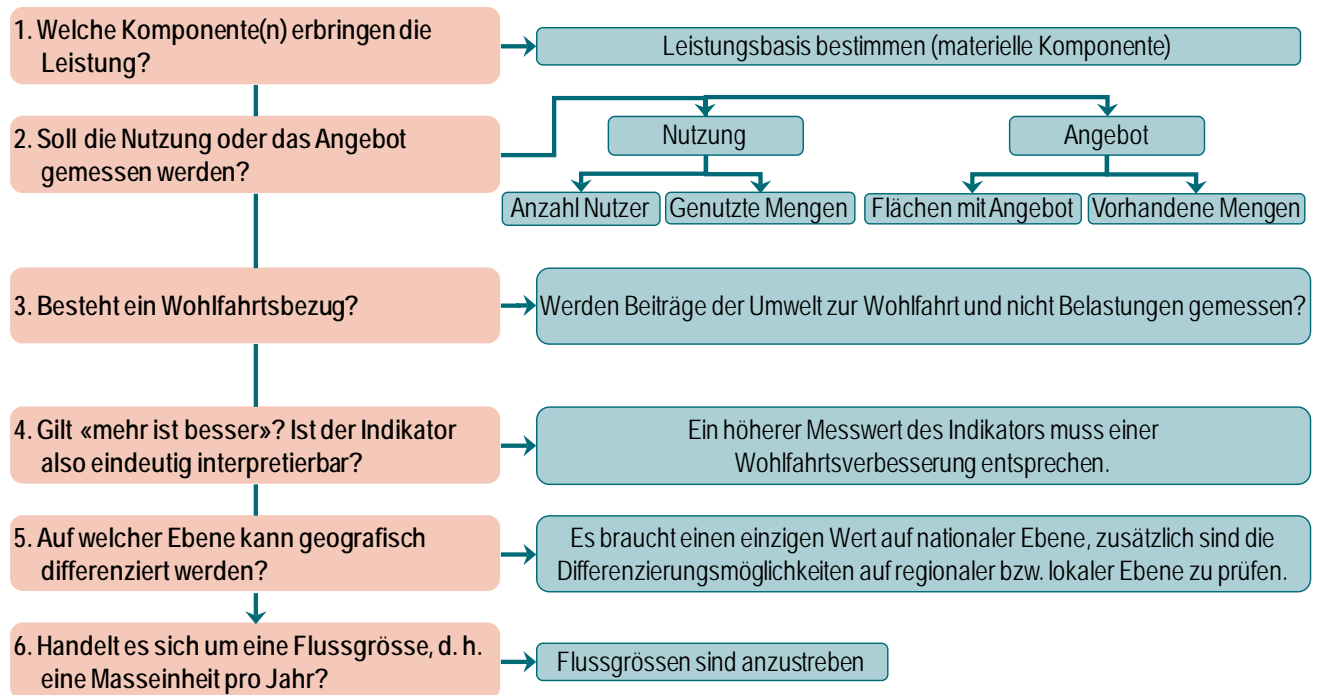 1. Welche Komponente(n) erbringen die
Leistung?
Leistungsbasis bestimmen (materielle Komponente)
2. Soll die Nutzung oder das Angebot
gemessen werden?
Nutzung
Angebot
Anzahl Nutzer
Genutzte Mengen
Flächen mit Angebot
Vorhandene Mengen
3. Besteht ein Wohlfahrtsbezug?
Werden Beiträge der Umwelt zur Wohlfahrt und nicht Belastungen gemessen?
4. Gilt «mehr ist besser»? Ist der Indikator
also eindeutig interpretierbar?
Ein höherer Messwert des Indikators muss einer
Wohlfahrtsverbesserung entsprechen.
5. Auf welcher Ebene kann geografisch
differenziert werden?
Es braucht einen einzigen Wert auf nationaler Ebene, zusätzlich sind die
Differenzierungsmöglichkeiten auf regionaler bzw. lokaler Ebene zu prüfen.
6. Handelt es sich um eine Flussgrösse, d. h.
eine Masseinheit pro Jahr?
Flussgrössen sind anzustreben